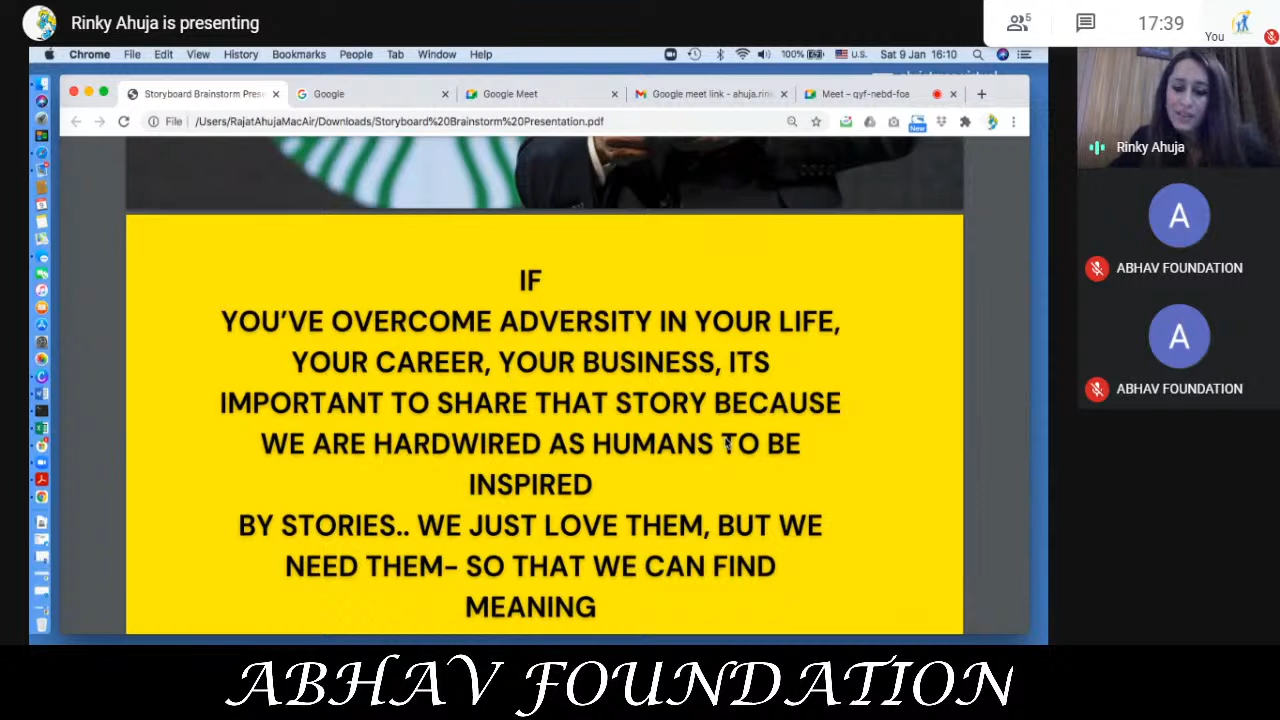 Rinky Ahuja is presenting
5
17:39
You
Chrome File Edit View History Bookmarks People Tab Window Help
100% U.S. Sat 9 Jan 16:10
Storyboard Brainstorm Prese
Google
Google Meet
Google meet link - ahuja.rink
Meet - qyf-nebd-foa
File
/Users/RajatAhujaMacAir/Downloads/Storyboard%20Brainstorm%20Presentation.pdf
New
Rinky Ahuja
A
ABHAV FOUNDATION
A
ABHAV FOUNDATION
IF
YOU'VE OVERCOME ADVERSITY IN YOUR LIFE,
YOUR CAREER, YOUR BUSINESS, ITS
IMPORTANT TO SHARE THAT STORY BECAUSE
WE ARE HARDWIRED AS HUMANS TO BE
INSPIRED
BY STORIES.. WE JUST LOVE THEM, BUT WE
NEED THEM- SO THAT WE CAN FIND
MEANING
ABHAV FOUNDATION